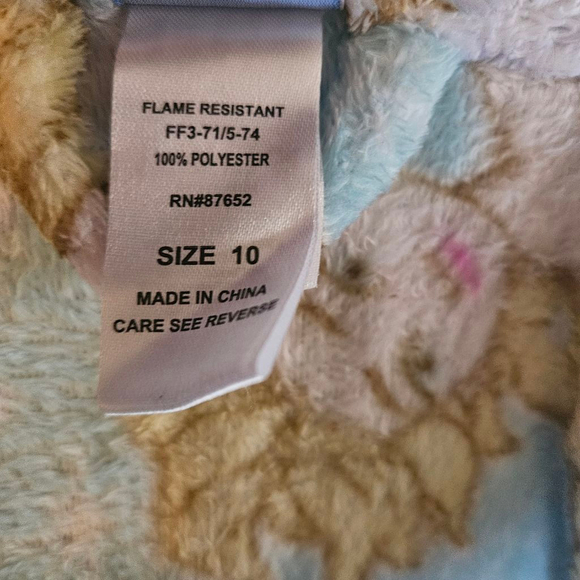 FLAME RESISTANT
FF3-71/5-74
100% POLYESTER
RN#87652
SIZE 10
MADE IN CHINA
CARE SEE REVERSE